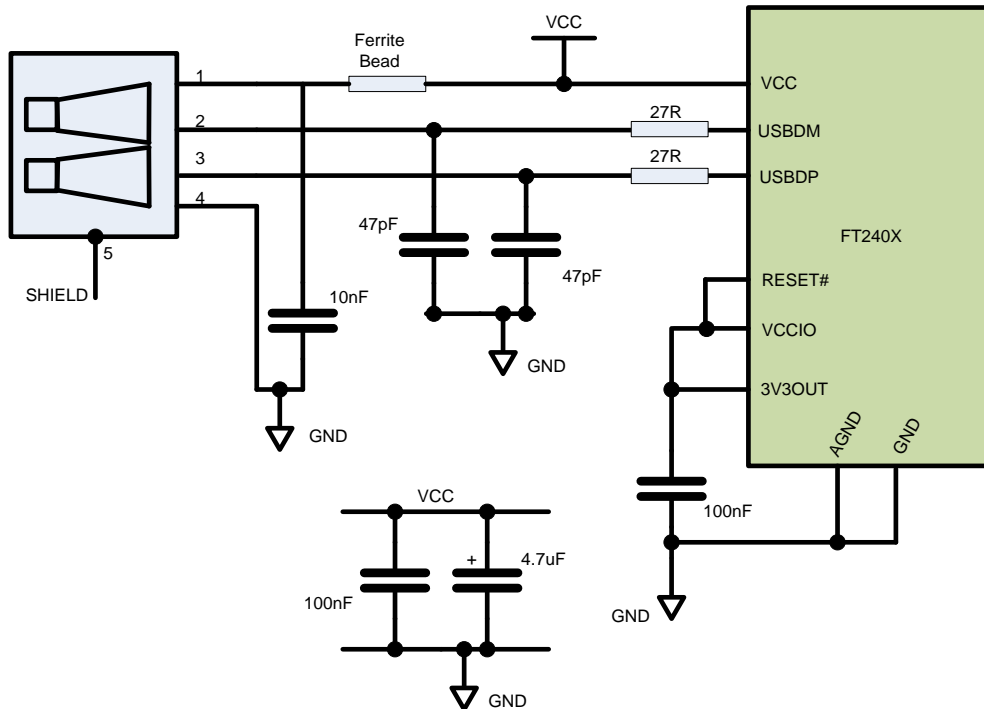 VCC
Ferrite
Bead
1
VCC
27R
2
USBDM
27R
3
USBDP
4
47pF
FT240X
5
47pF
SHIELD
10nF
RESET#
VCCIO
GND
3V3OUT
GND
AGND
GND
VCC
100nF
+
4.7uF
100nF
GND
GND